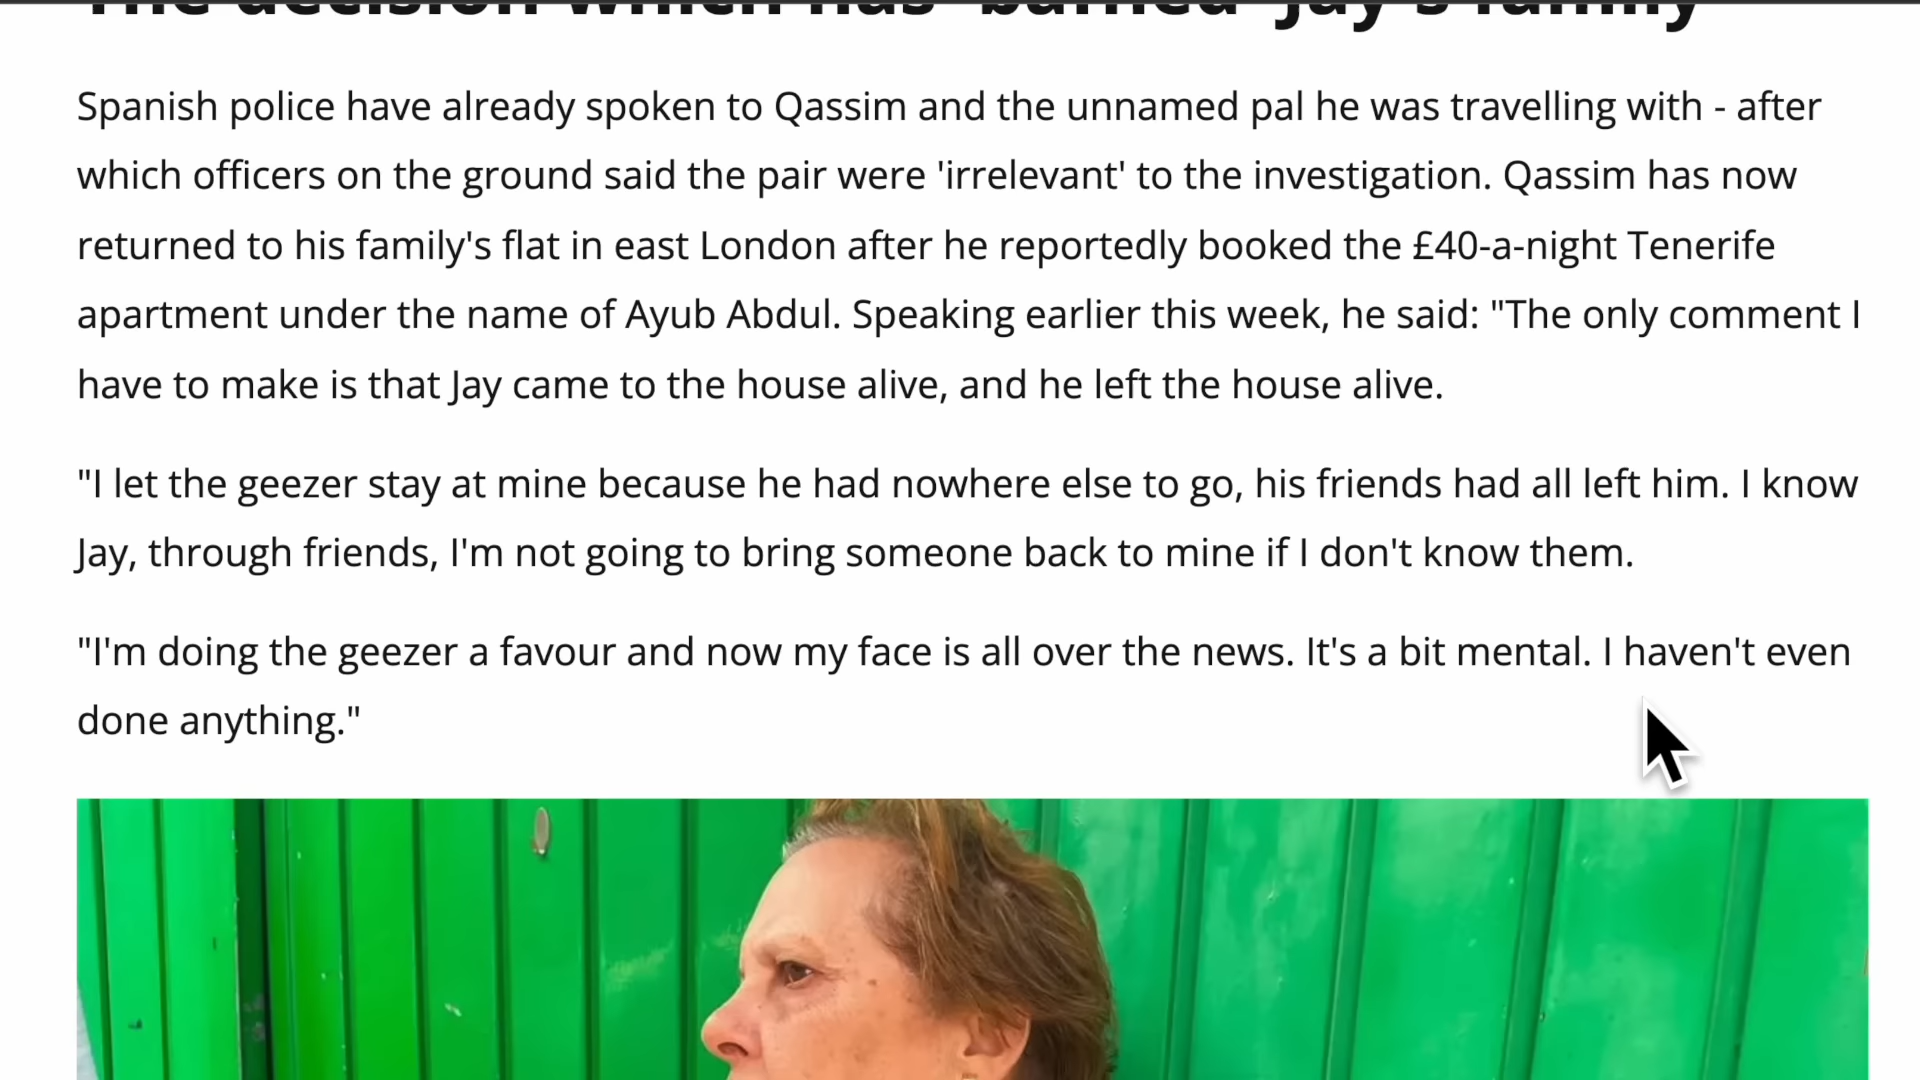 The decision which has 'baffled' Jay's family
Spanish police have already spoken to Qassim and the unnamed pal he was travelling with - after
which officers on the ground said the pair were 'irrelevant' to the investigation. Qassim has now
returned to his family's flat in east London after he reportedly booked the £40-a-night Tenerife
apartment under the name of Ayub Abdul. Speaking earlier this week, he said: "The only comment I
have to make is that Jay came to the house alive, and he left the house alive.
"I let the geezer stay at mine because he had nowhere else to go, his friends had all left him. I know
Jay, through friends, I'm not going to bring someone back to mine if I don't know them.
"I'm doing the geezer a favour and now my face is all over the news. It's a bit mental. I haven't even
done anything."